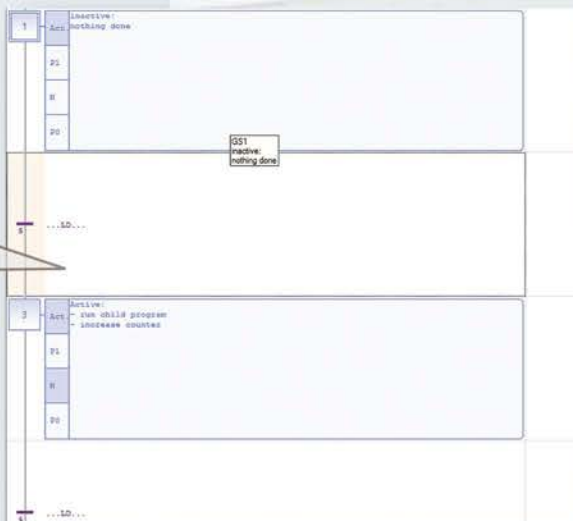 1
Act.
inactive:
nothing done
P1
N
P0
GS1
inactive:
nothing done
...LD...
3
Act.
Active:
- run child program
- increase counter
P1
N
P0
...LD...